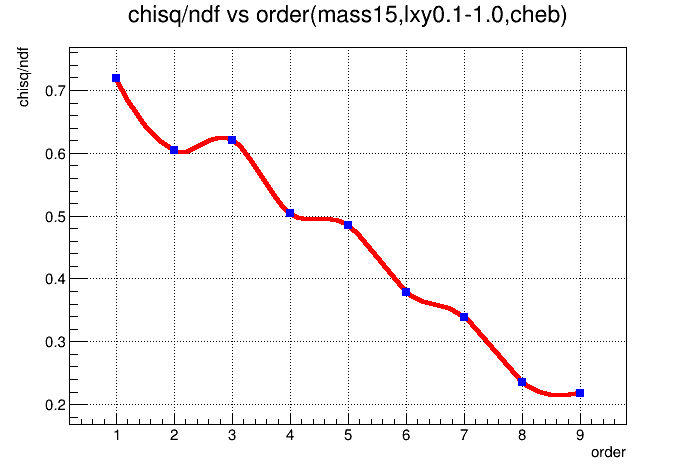 chisq/ndf vs order(mass15,lxy0.1-1.0,cheb)
chisq/ndf
0.7
0.6
0.5
0.4
0.3
0.2
1 2 3 4 5 6 7 8 9
order